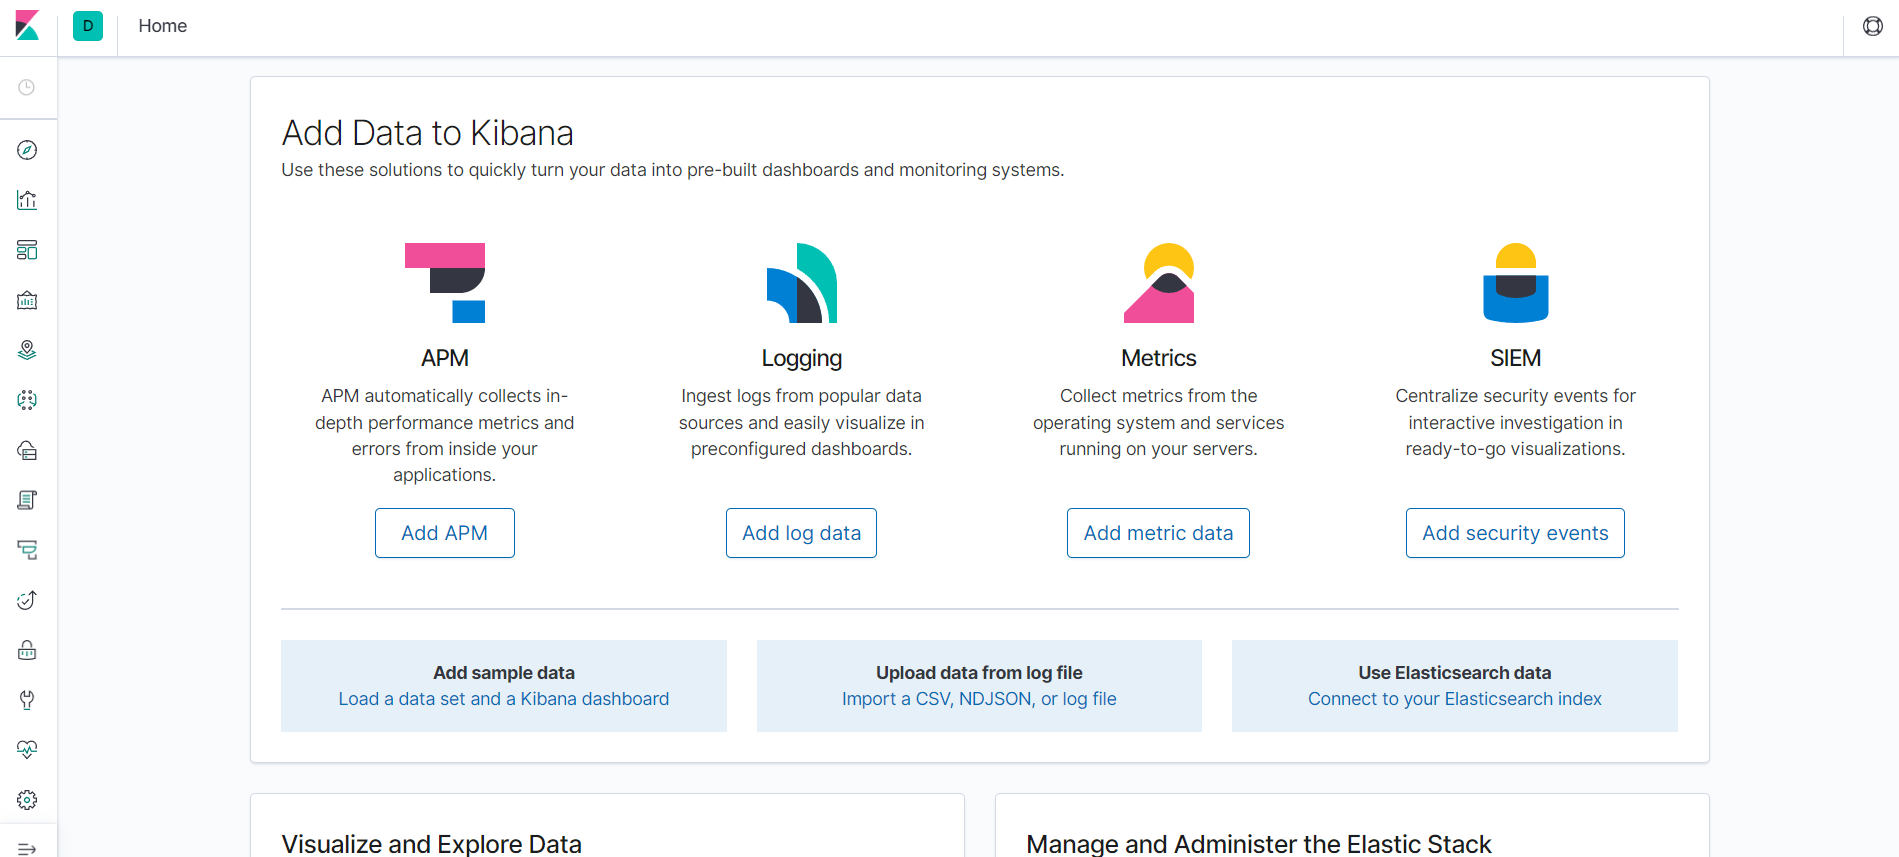 D
Home
Add Data to Kibana
Use these solutions to quickly turn your data into pre-built dashboards and monitoring systems.
APM
APM automatically collects in-
depth performance metrics and
errors from inside your
applications.
Add APM
Logging
Ingest logs from popular data
sources and easily visualize in
preconfigured dashboards.
Add log data
Metrics
Collect metrics from the
operating system and services
running on your servers.
Add metric data
SIEM
Centralize security events for
interactive investigation in
ready-to-go visualizations.
Add security events
Add sample data
Load a data set and a Kibana dashboard
Upload data from log file
Import a CSV, NDJSON, or log file
Use Elasticsearch data
Connect to your Elasticsearch index
Visualize and Explore Data
Manage and Administer the Elastic Stack